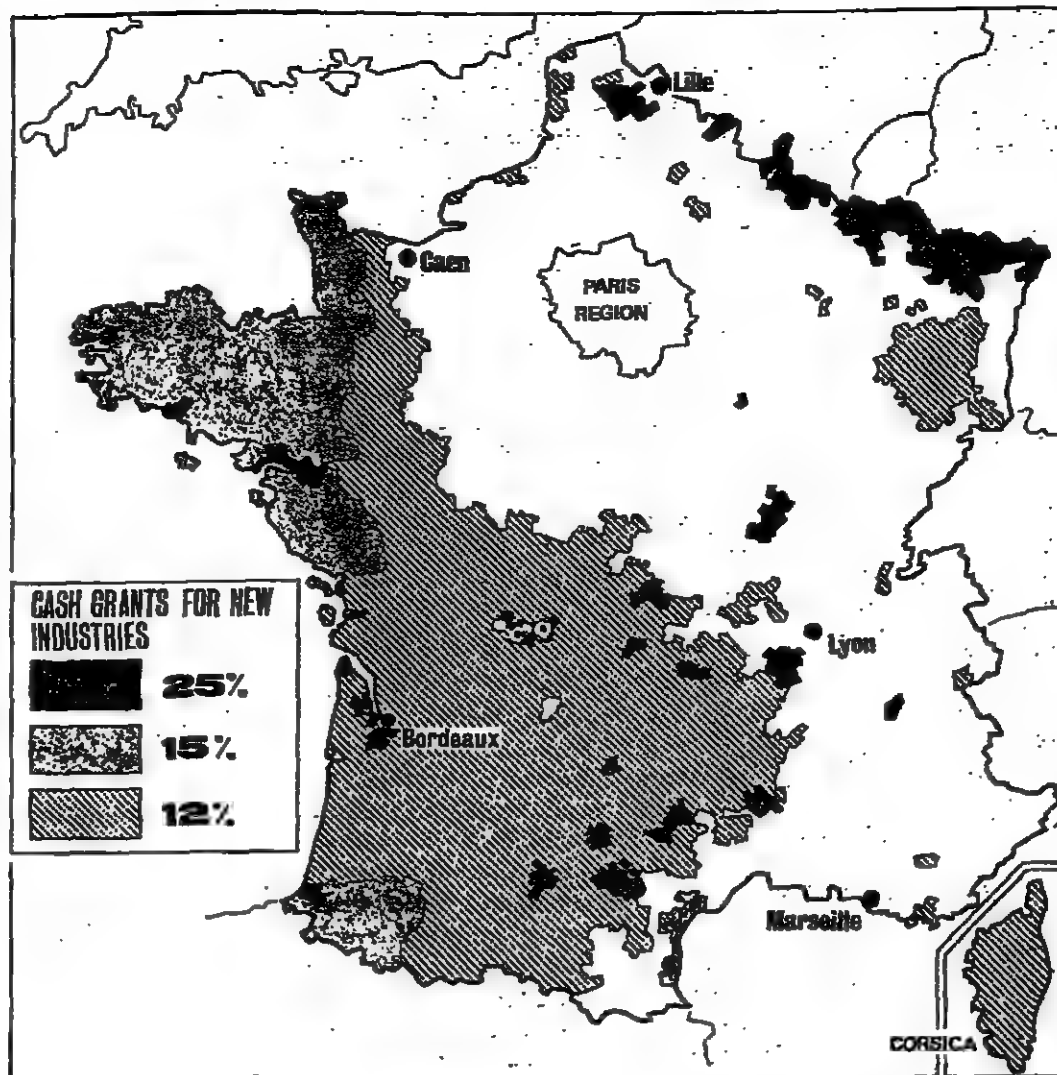 Lille
Caen
PARIS
REGION
CASH GRANTS FOR NEW
INDUSTRIES
25%
15%
12%
Lyon
Bordeaux
Marseille
CORSICA